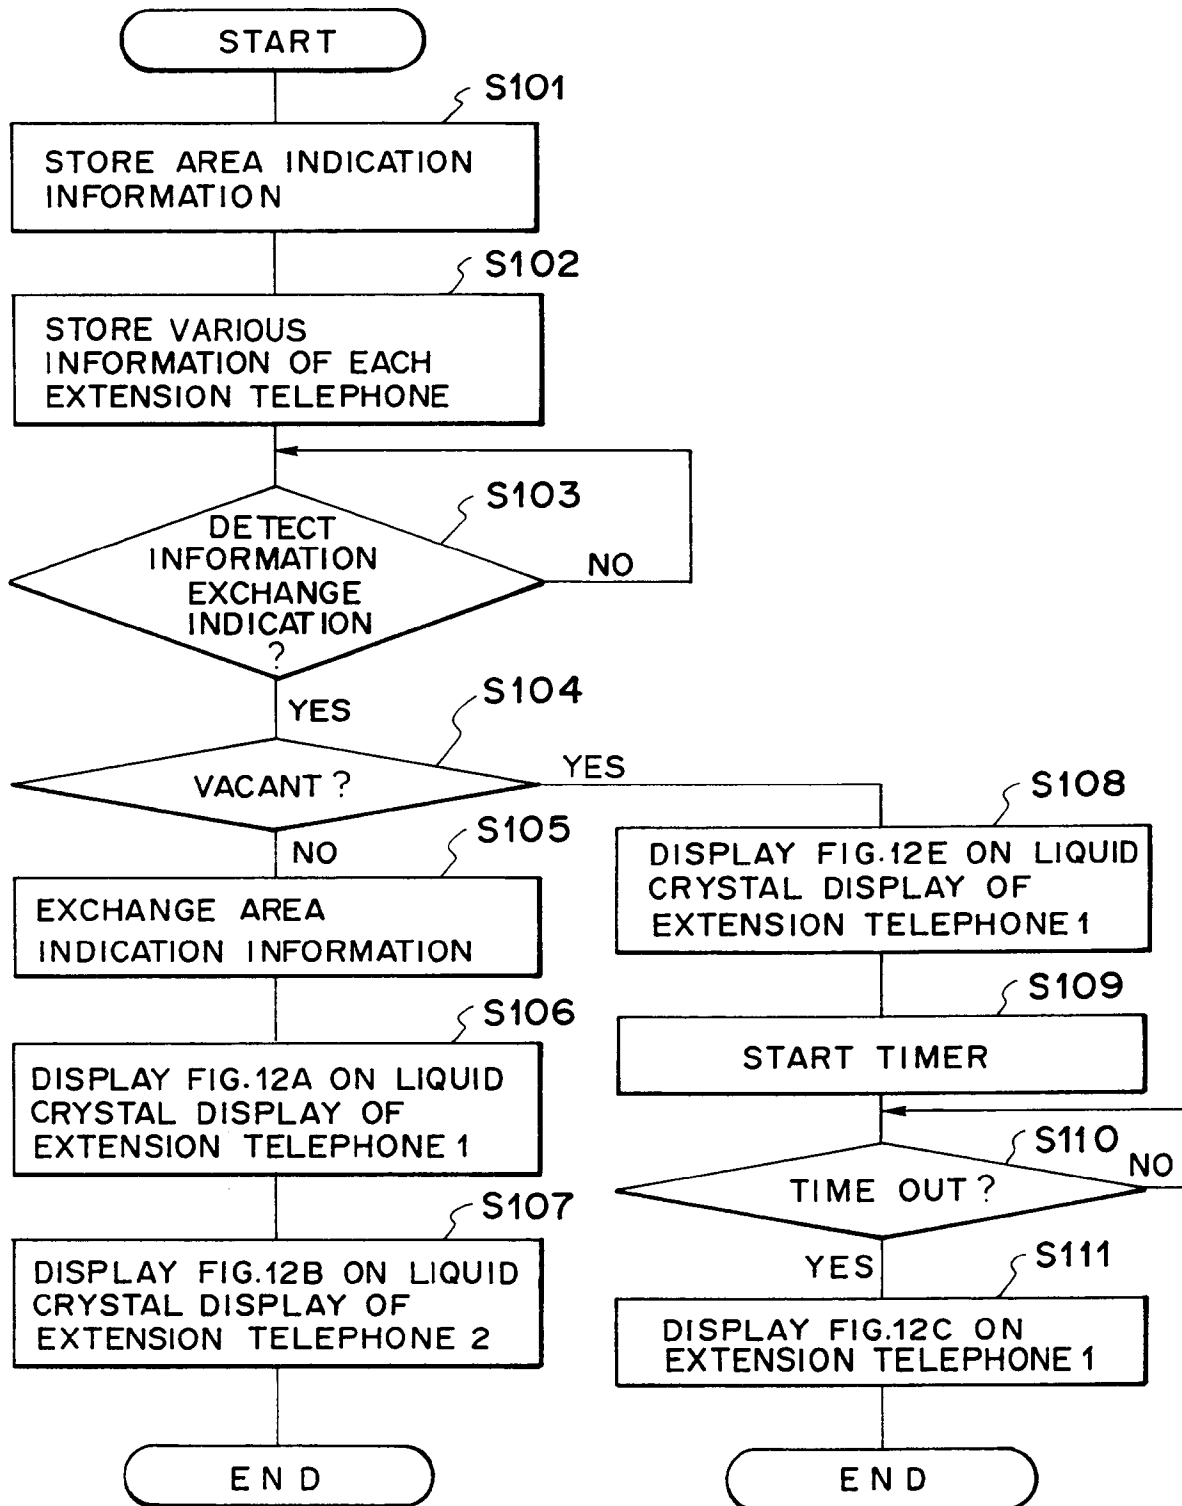 START
S101
STORE AREA INDICATION
INFORMATION
S102
STORE VARIOUS
INFORMATION OF EACH
EXTENSION TELEPHONE
S103
DETECT
INFORMATION
EXCHANGE
INDICATION
?
NO
YES
S104
VACANT ?
YES
NO
S105
EXCHANGE AREA
INDICATION INFORMATION
S106
DISPLAY FIG.12A ON LIQUID
CRYSTAL DISPLAY OF
EXTENSION TELEPHONE 1
S107
DISPLAY FIG.12B ON LIQUID
CRYSTAL DISPLAY OF
EXTENSION TELEPHONE 2
END
S108
DISPLAY FIG.12E ON LIQUID
CRYSTAL DISPLAY OF
EXTENSION TELEPHONE 1
S109
START TIMER
S110
TIME OUT ?
NO
YES
S111
DISPLAY FIG.12C ON
EXTENSION TELEPHONE 1
END